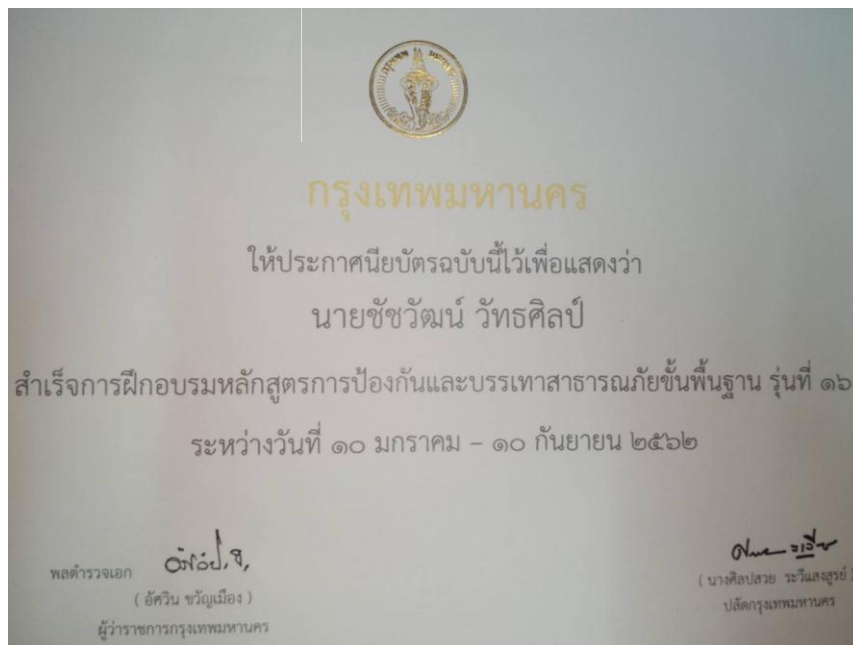 กรุงเทพมหานคร
ให้ประกาศนียบัตรฉบับนี้ไว้เพื่อแสดงว่า
นายชัชวัฒน์ วัทธศิลป์
สำเร็จการฝึกอบรมหลักสูตรการป้องกันและบรรเทาสาธารณภัยขั้นพื้นฐาน รุ่นที่ ๑๖
ระหว่างวันที่ ๑๐ มกราคม – ๑๐ กันยายน ๒๕๖๒
พลตำรวจเอก
( อัศวิน ขวัญเมือง )
ผู้ว่าราชการกรุงเทพมหานคร
( นางศิลปสวย ระวีแสงสูรย์ )
ปลัดกรุงเทพมหานคร